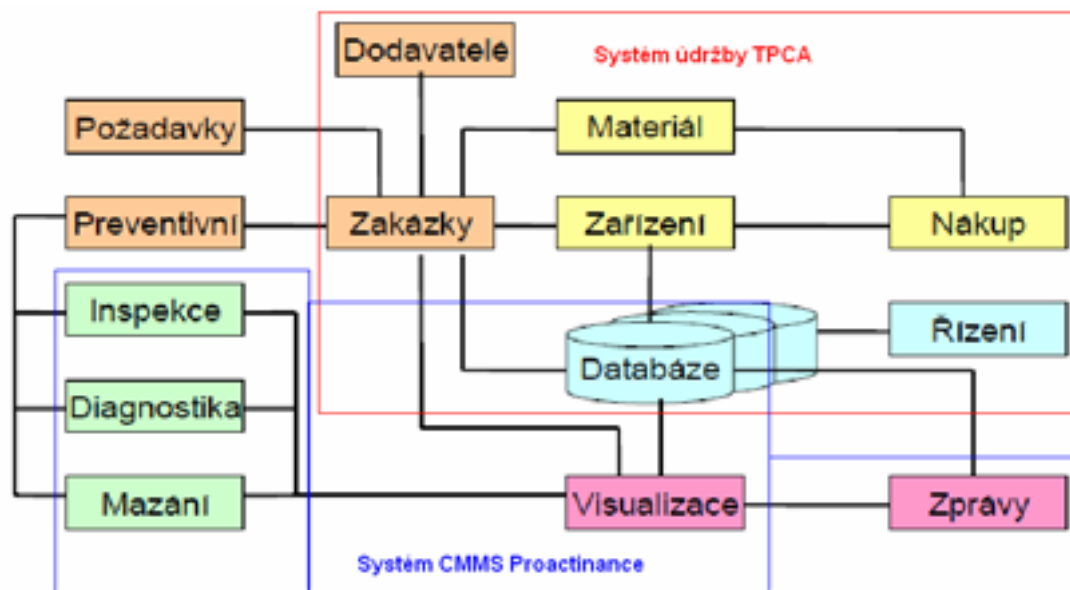 Dodavatelé
Systém údržby TPCA
Požadavky
Materiál
Preventivní
Zakázky
Zařízení
Nákup
Inspekce
Řízení
Databáze
Diagnostika
Mazání
Visualizace
Zprávy
Systém CMMS Proactinance